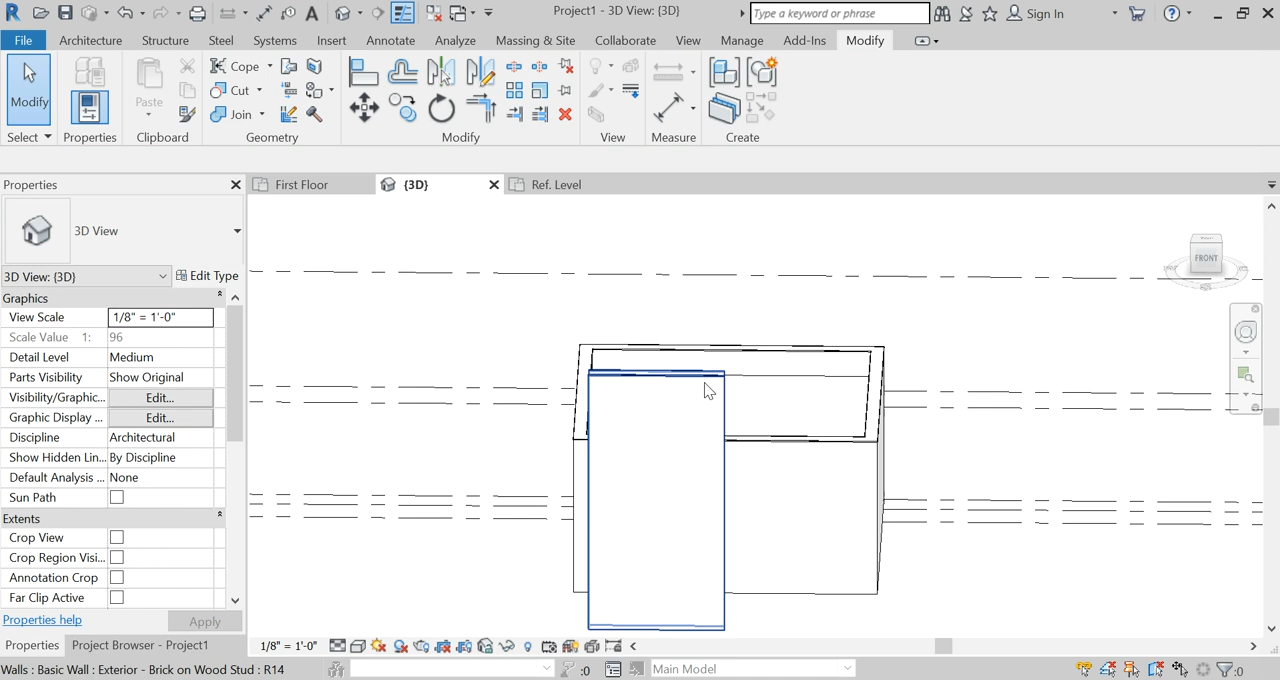 Project1 - 3D View: {3D}
Type a keyword or phrase
Sign In
File
Architecture
Structure
Steel
Systems
Insert
Annotate
Analyze
Massing & Site
Collaborate
View
Manage
Add-Ins
Modify
Modify
Paste
Cope
Cut
Join
Select
Properties
Clipboard
Geometry
Modify
View
Measure
Create
Properties
First Floor
{3D}
Ref. Level
3D View
3D View: {3D}
Edit Type
Graphics
View Scale
1/8" = 1'-0"
Scale Value 1:
96
Detail Level
Medium
Parts Visibility
Show Original
Visibility/Graphic...
Edit...
Graphic Display ...
Edit...
Discipline
Architectural
Show Hidden Lin...
By Discipline
Default Analysis ...
None
Sun Path
Extents
Crop View
Crop Region Visi...
Annotation Crop
Far Clip Active
Properties help
Apply
Properties
Project Browser - Project1
FRONT
1/8" = 1'-0"
Walls : Basic Wall : Exterior - Brick on Wood Stud : R14
:0
Main Model
:0